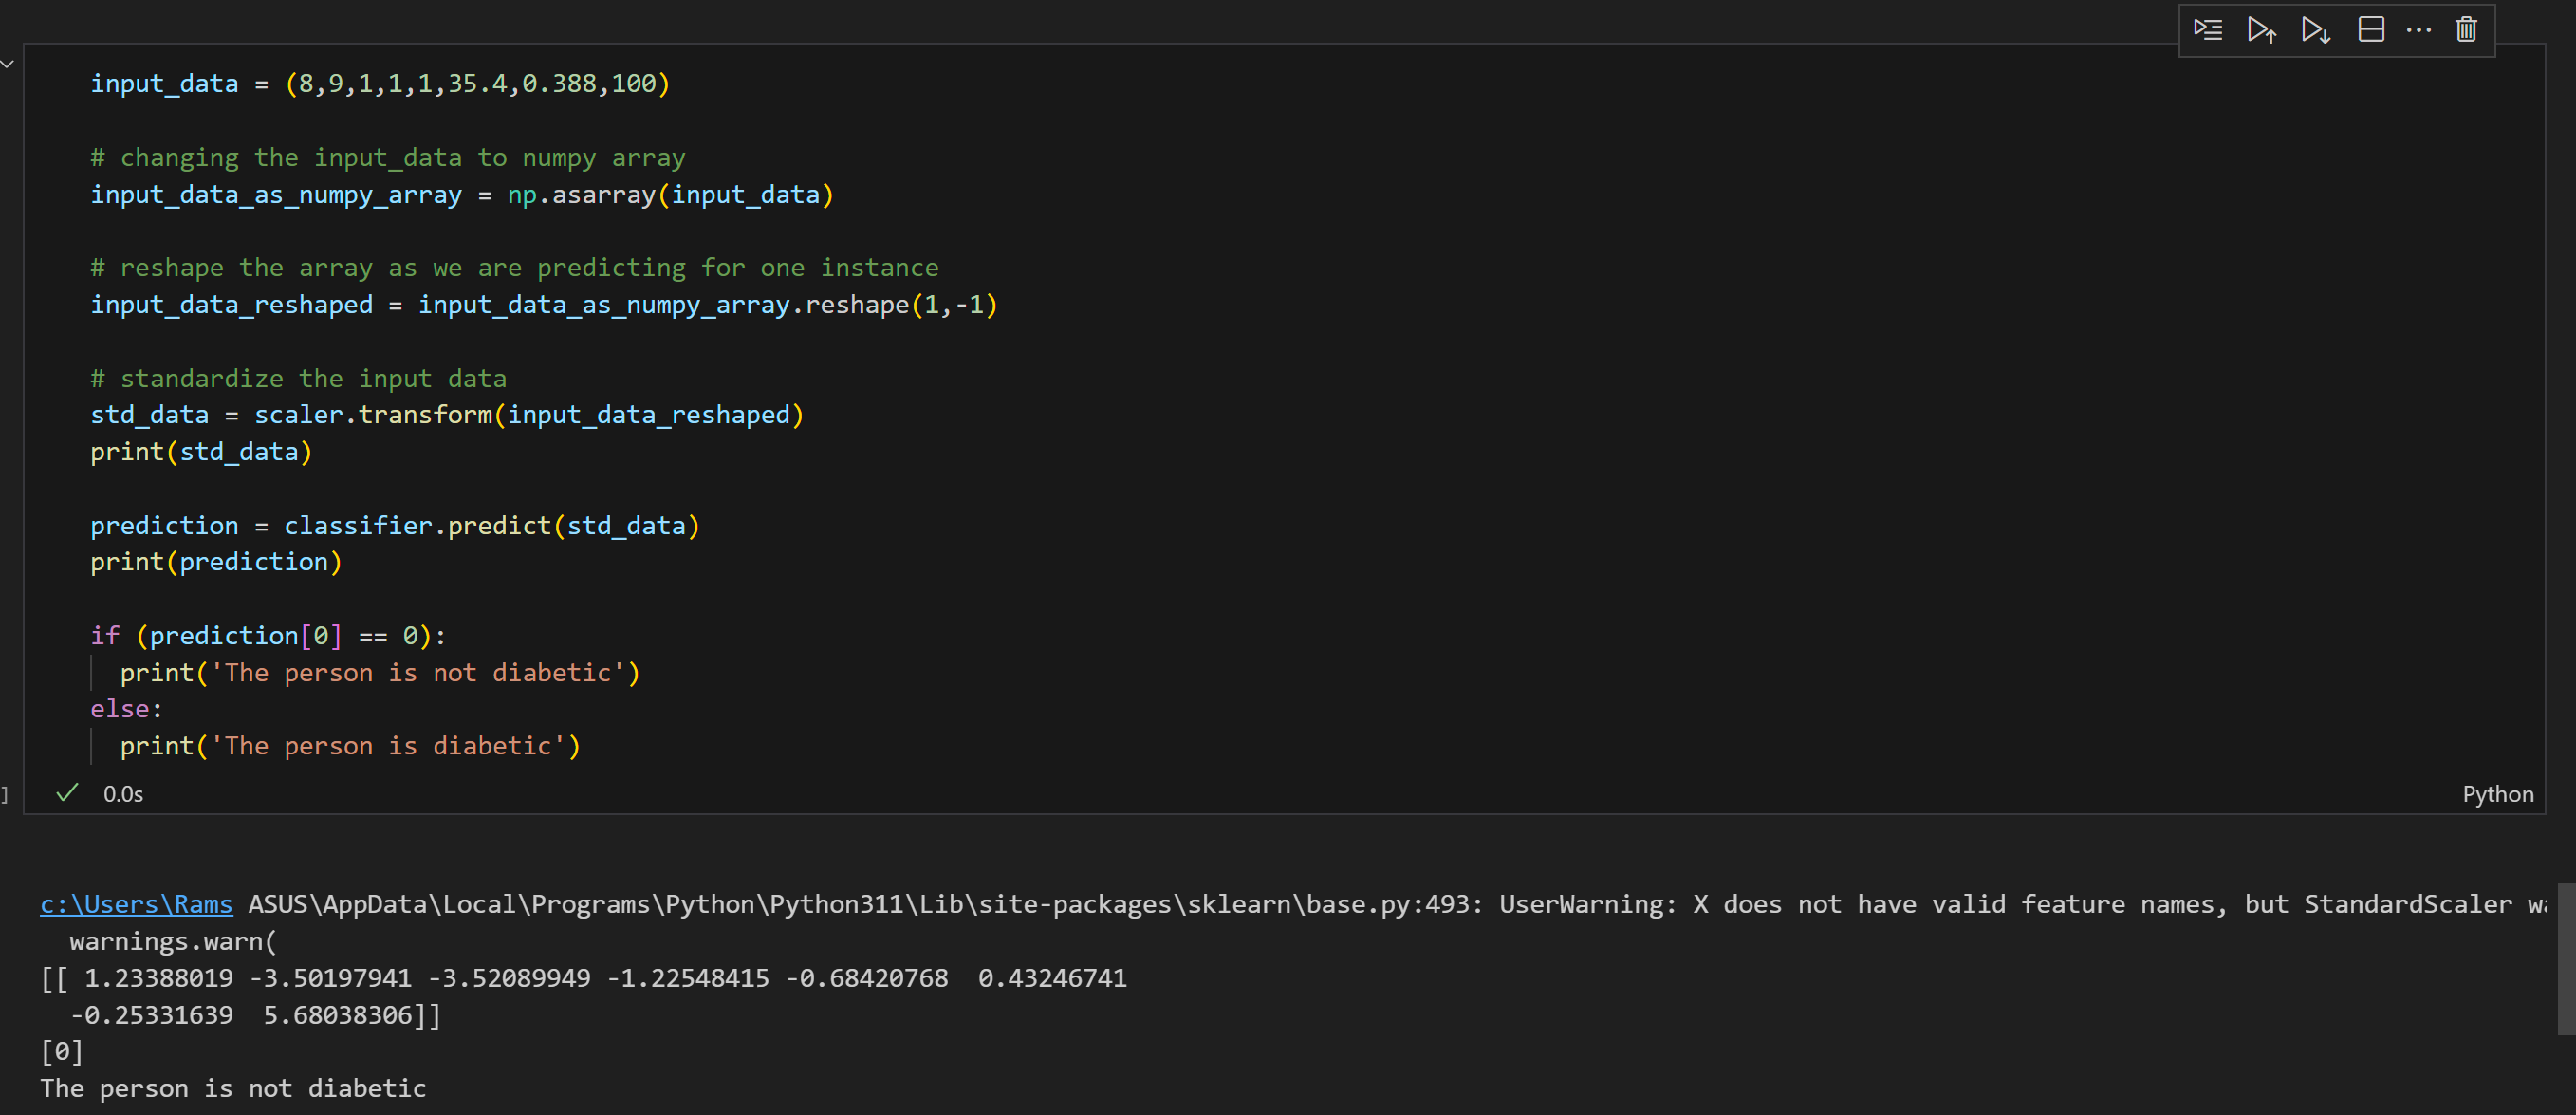 input_data = (8,9,1,1,1,35.4,0.388,100)
# changing the input_data to numpy array
input_data_as_numpy_array = np.asarray(input_data)
# reshape the array as we are predicting for one instance
input_data_reshaped = input_data_as_numpy_array.reshape(1,-1)
# standardize the input data
std_data = scaler.transform(input_data_reshaped)
print(std_data)
prediction = classifier.predict(std_data)
print(prediction)
if (prediction[0] == 0):
  print('The person is not diabetic')
else:
  print('The person is diabetic')
] 0.0s Python
c:\Users\Rams ASUS\AppData\Local\Programs\Python\Python311\Lib\site-packages\sklearn\base.py:493: UserWarning: X does not have valid feature names, but StandardScaler
  warnings.warn(
[[ 1.23388019 -3.50197941 -3.52089949 -1.22548415 -0.68420768  0.43246741
  -0.25331639  5.68038306]]
[0]
The person is not diabetic